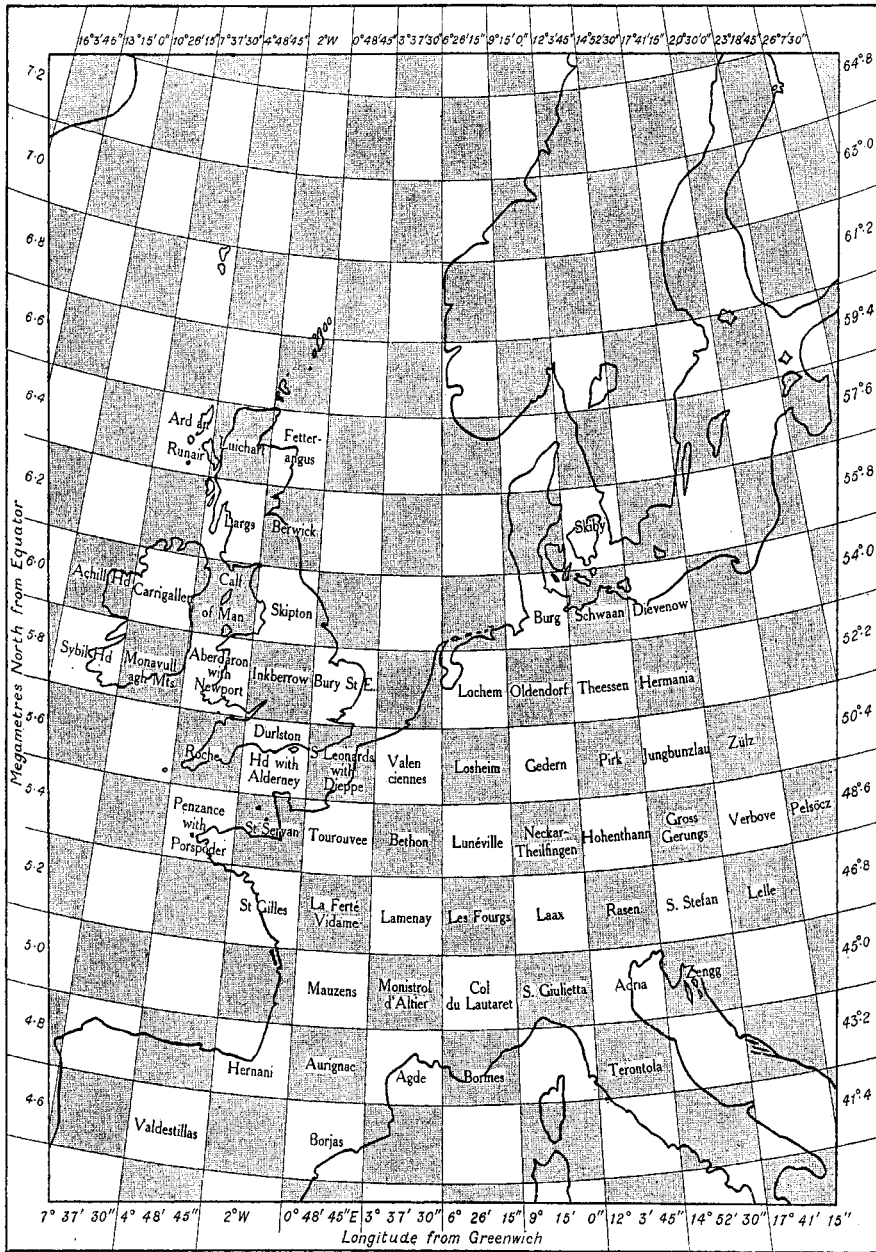 16°3'45" 13°15'0" 10°26'15" 7°37'30" 4°48'45" 2°W 0°48'45" 3°37'30" 6°26'15" 9°15'0" 12°3'45" 14°52'30" 17°41'15" 20°30'0" 23°18'45" 26°7'30"
7·2
64°·8
7·0
63°·0
6·8
61°·2
6·6
59°·4
6·4
57°·6
6·2
55°·8
6·0
54°·0
5·8
52°·2
5·6
50°·4
5·4
48°·6
5·2
46°·8
5·0
45°·0
4·8
43°·2
4·6
41°·4
Megametres North from Equator
Ard an
Runair
Luichart
Fetter-
angus
Largs
Berwick
Skiby
Achill Hd
Carrigallen
Calf
of Man
Skipton
Burg
Schwaan
Dievenow
Sybil Hd
Monavull
agh Mts.
Aberdaron
with
Newport
Inkberrow
Bury St E.
Lochem
Oldendorf
Theessen
Hermania
Roche
Durlston
Hd with
Alderney
St Leonards
with
Dieppe
Valen
ciennes
Losheim
Gedern
Pirk
Jungbunzlau
Zülz
Penzance
with
Porspoder
St Servan
Tourouvee
Bethon
Lunéville
Neckar-
Theilfingen
Hohenthann
Gross
Gerungs
Verbove
Pelsöcz
St Gilles
La Ferté
Vidame
Lamenay
Les Fourgs
Laax
Rasen
S. Stefan
Lelle
Mauzens
Monistrol
d'Altier
Col
du Lautaret
S. Giulietta
Adria
Zengg
Hernani
Aurignac
Agde
Bormes
Terontola
Valdestillas
Borjas
7° 37' 30" 4° 48' 45" 2°W 0° 48' 45"E 3° 37' 30" 6° 26' 15" 9° 15' 0" 12° 3' 45" 14° 52' 30" 17° 41' 15"
Longitude from Greenwich